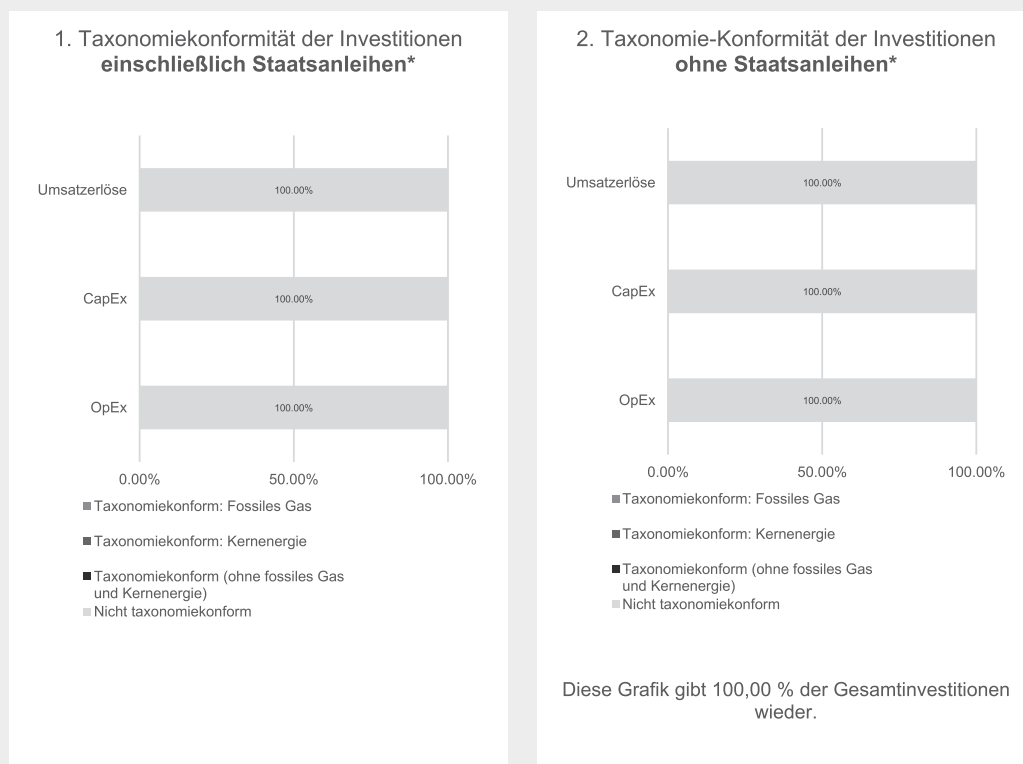 1. Taxonomiekonformität der Investitionen
einschließlich Staatsanleihen*
Umsatzerlöse
100.00%
CapEx
100.00%
OpEx
100.00%
0.00%
50.00%
100.00%
Taxonomiekonform: Fossiles Gas
Taxonomiekonform: Kernenergie
Taxonomiekonform (ohne fossiles Gas
und Kernenergie)
Nicht taxonomiekonform
2. Taxonomie-Konformität der Investitionen
ohne Staatsanleihen*
Umsatzerlöse
100.00%
CapEx
100.00%
OpEx
100.00%
0.00%
50.00%
100.00%
Taxonomiekonform: Fossiles Gas
Taxonomiekonform: Kernenergie
Taxonomiekonform (ohne fossiles Gas
und Kernenergie)
Nicht taxonomiekonform
Diese Grafik gibt 100,00 % der Gesamtinvestitionen
wieder.